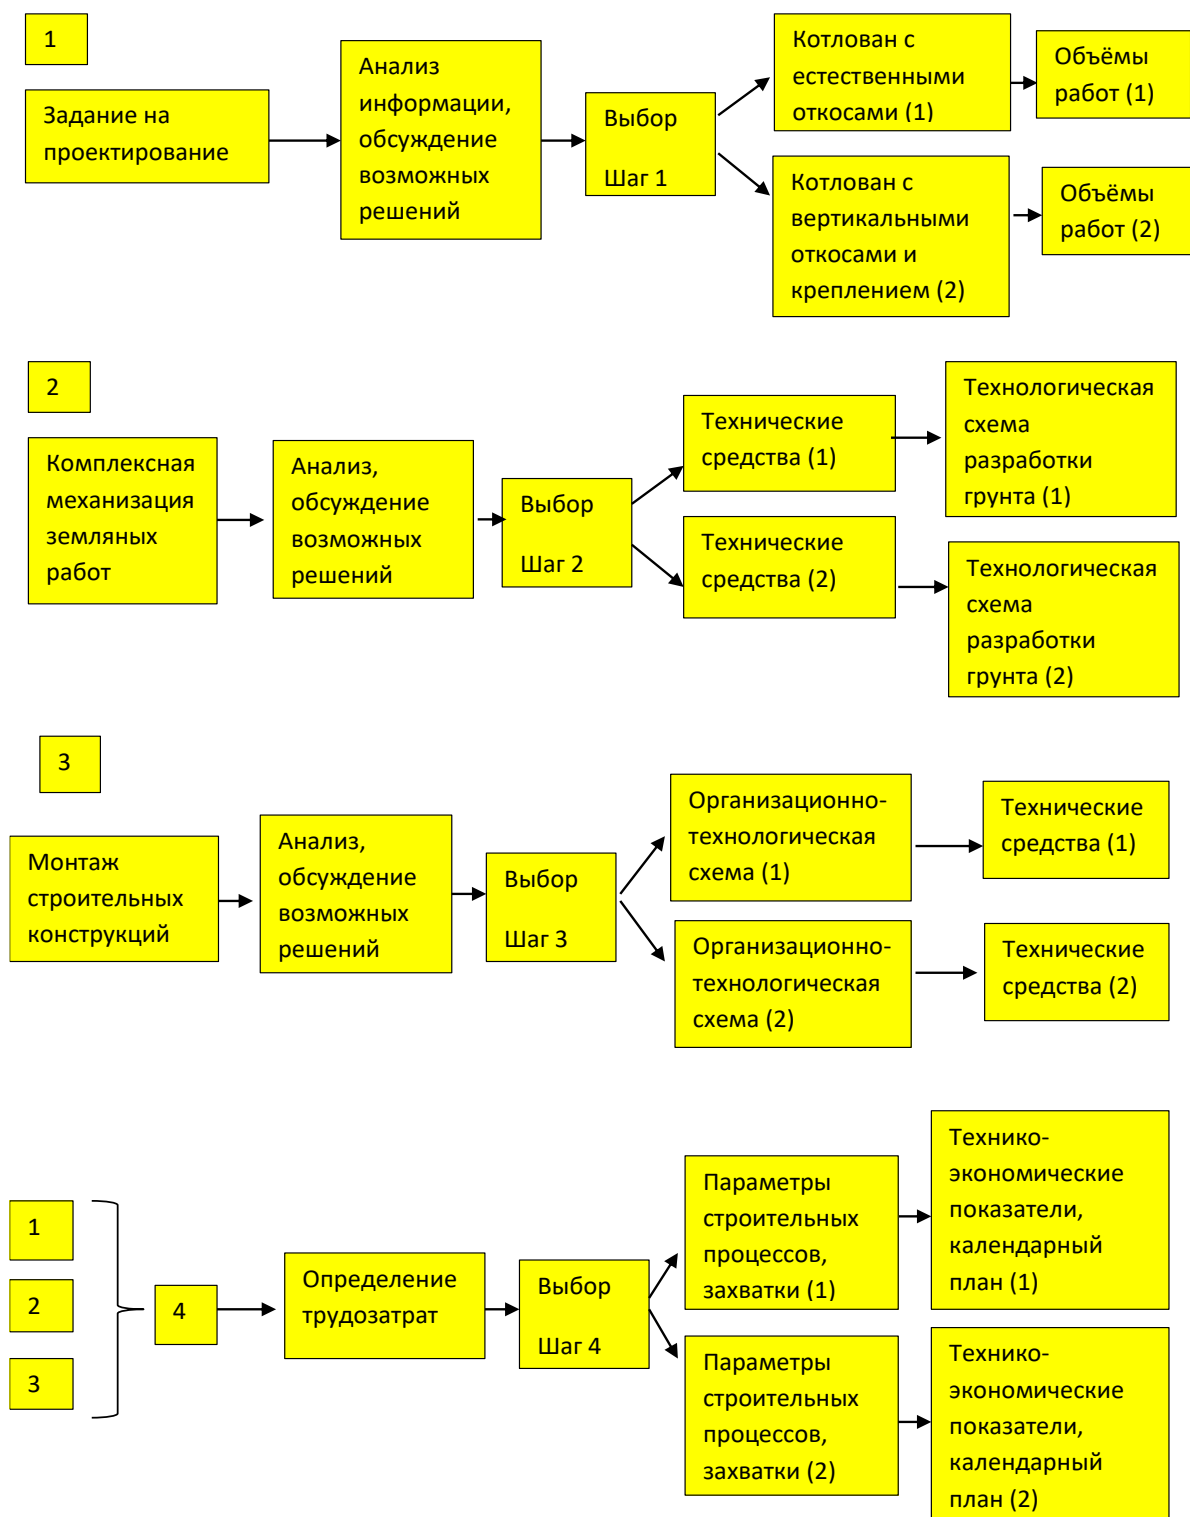 1
Задание на
проектирование
Анализ
информации,
обсуждение
возможных
решений
Выбор
Шаг 1
Котлован с
естественными
откосами (1)
Объёмы
работ (1)
Котлован с
вертикальными
откосами и
креплением (2)
Объёмы
работ (2)
2
Комплексная
механизация
земляных
работ
Анализ,
обсуждение
возможных
решений
Выбор
Шаг 2
Технические
средства (1)
Технологическая
схема
разработки
грунта (1)
Технические
средства (2)
Технологическая
схема
разработки
грунта (2)
3
Монтаж
строительных
конструкций
Анализ,
обсуждение
возможных
решений
Выбор
Шаг 3
Организационно-
технологическая
схема (1)
Технические
средства (1)
Организационно-
технологическая
схема (2)
Технические
средства (2)
1
2
3
4
Определение
трудозатрат
Выбор
Шаг 4
Параметры
строительных
процессов,
захватки (1)
Технико-
экономические
показатели,
календарный
план (1)
Параметры
строительных
процессов,
захватки (2)
Технико-
экономические
показатели,
календарный
план (2)